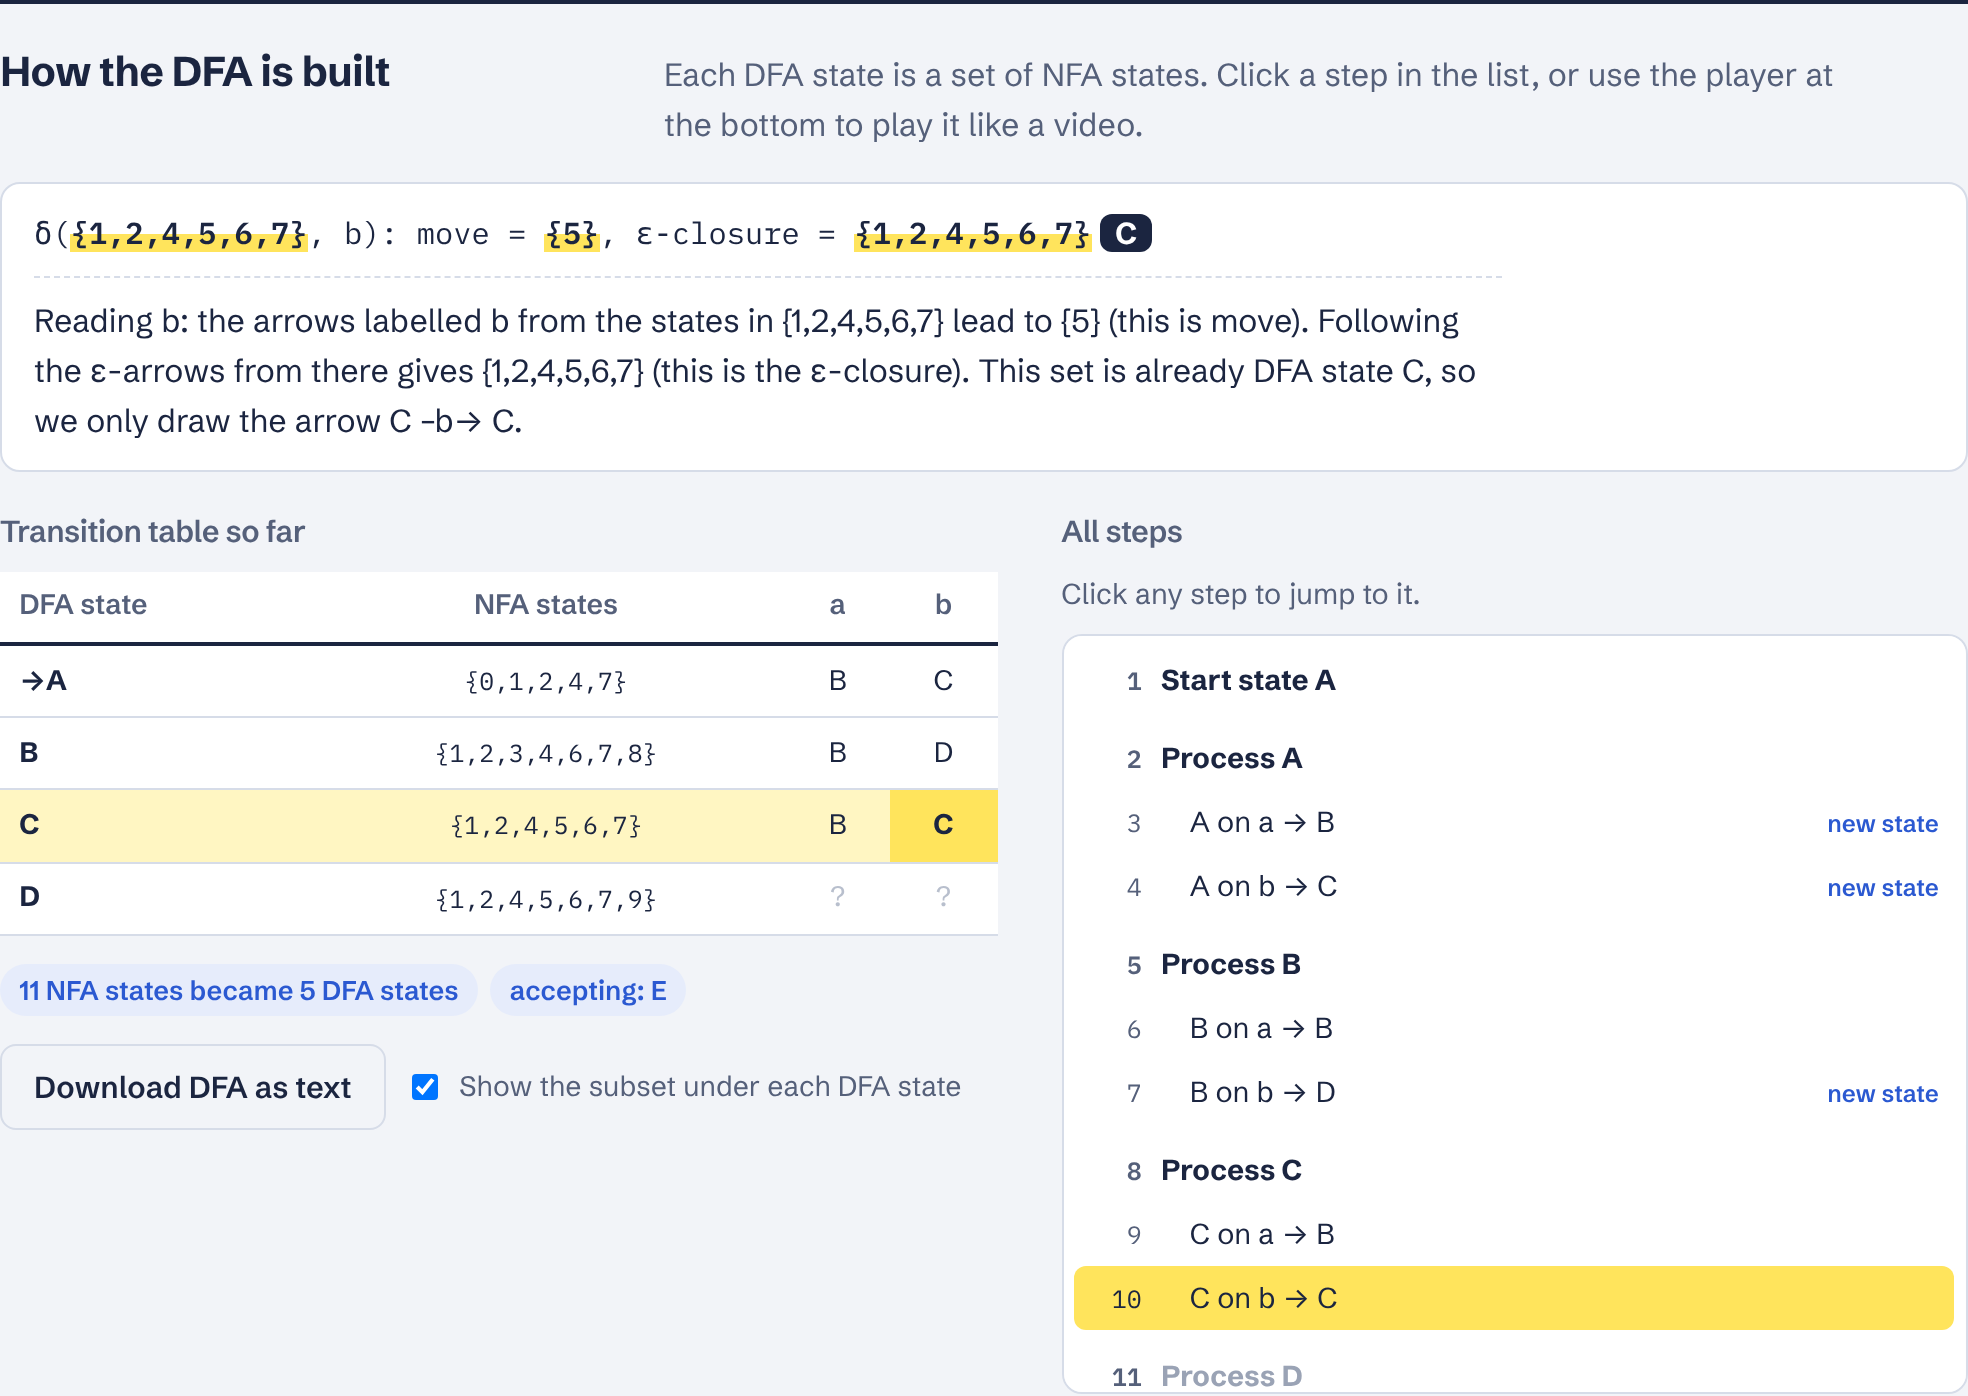 How the DFA is built
Each DFA state is a set of NFA states. Click a step in the list, or use the player at
the bottom to play it like a video.
δ({1,2,4,5,6,7}, b): move = {5}, ε-closure = {1,2,4,5,6,7} C
Reading b: the arrows labelled b from the states in {1,2,4,5,6,7} lead to {5} (this is move). Following
the ε-arrows from there gives {1,2,4,5,6,7} (this is the ε-closure). This set is already DFA state C, so
we only draw the arrow C –b→ C.
Transition table so far
DFA state NFA states a b
→A {0,1,2,4,7} B C
B {1,2,3,4,6,7,8} B D
C {1,2,4,5,6,7} B C
D {1,2,4,5,6,7,9} ? ?
11 NFA states became 5 DFA states accepting: E
Download DFA as text Show the subset under each DFA state
All steps
Click any step to jump to it.
1 Start state A
2 Process A
3 A on a → B new state
4 A on b → C new state
5 Process B
6 B on a → B
7 B on b → D new state
8 Process C
9 C on a → B
10 C on b → C
11 Process D